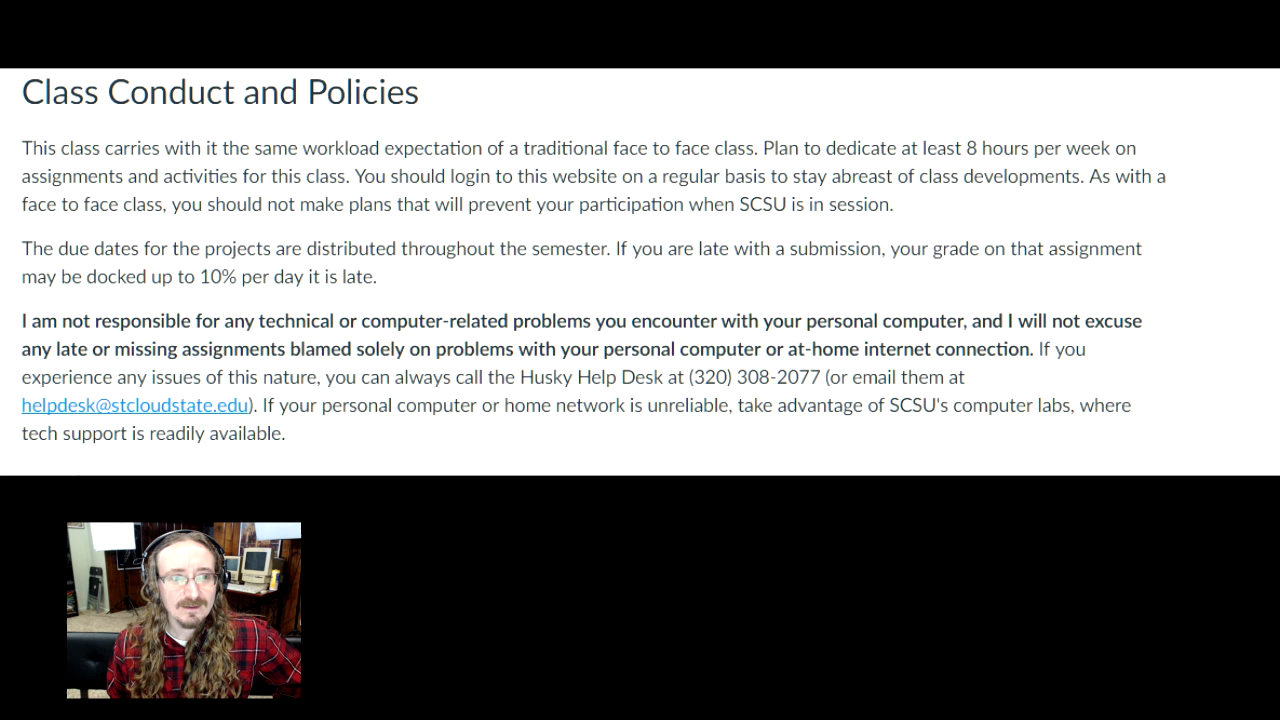 Class Conduct and Policies
This class carries with it the same workload expectation of a traditional face to face class. Plan to dedicate at least 8 hours per week on
assignments and activities for this class. You should login to this website on a regular basis to stay abreast of class developments. As with a
face to face class, you should not make plans that will prevent your participation when SCSU is in session.
The due dates for the projects are distributed throughout the semester. If you are late with a submission, your grade on that assignment
may be docked up to 10% per day it is late.
I am not responsible for any technical or computer-related problems you encounter with your personal computer, and I will not excuse
any late or missing assignments blamed solely on problems with your personal computer or at-home internet connection. If you
experience any issues of this nature, you can always call the Husky Help Desk at (320) 308-2077 (or email them at
helpdesk@stcloudstate.edu). If your personal computer or home network is unreliable, take advantage of SCSU's computer labs, where
tech support is readily available.